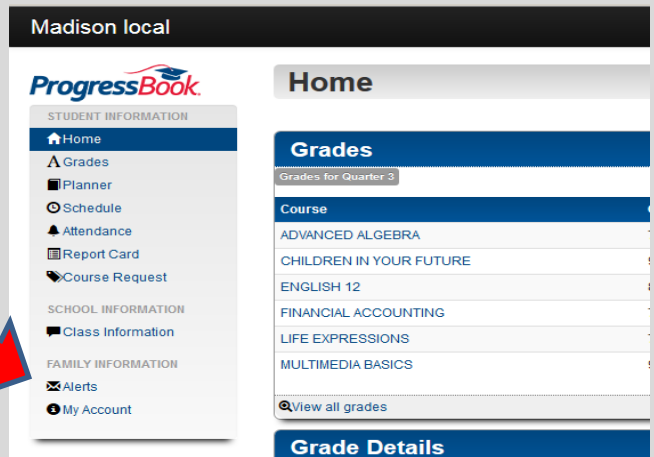 Madison local
ProgressBook.
STUDENT INFORMATION
Home
Grades
Planner
Schedule
Attendance
Report Card
Course Request
SCHOOL INFORMATION
Class Information
FAMILY INFORMATION
Alerts
My Account
Home
Grades
Grades for Quarter 3
Course
ADVANCED ALGEBRA
CHILDREN IN YOUR FUTURE
ENGLISH 12
FINANCIAL ACCOUNTING
LIFE EXPRESSIONS
MULTIMEDIA BASICS
View all grades
Grade Details